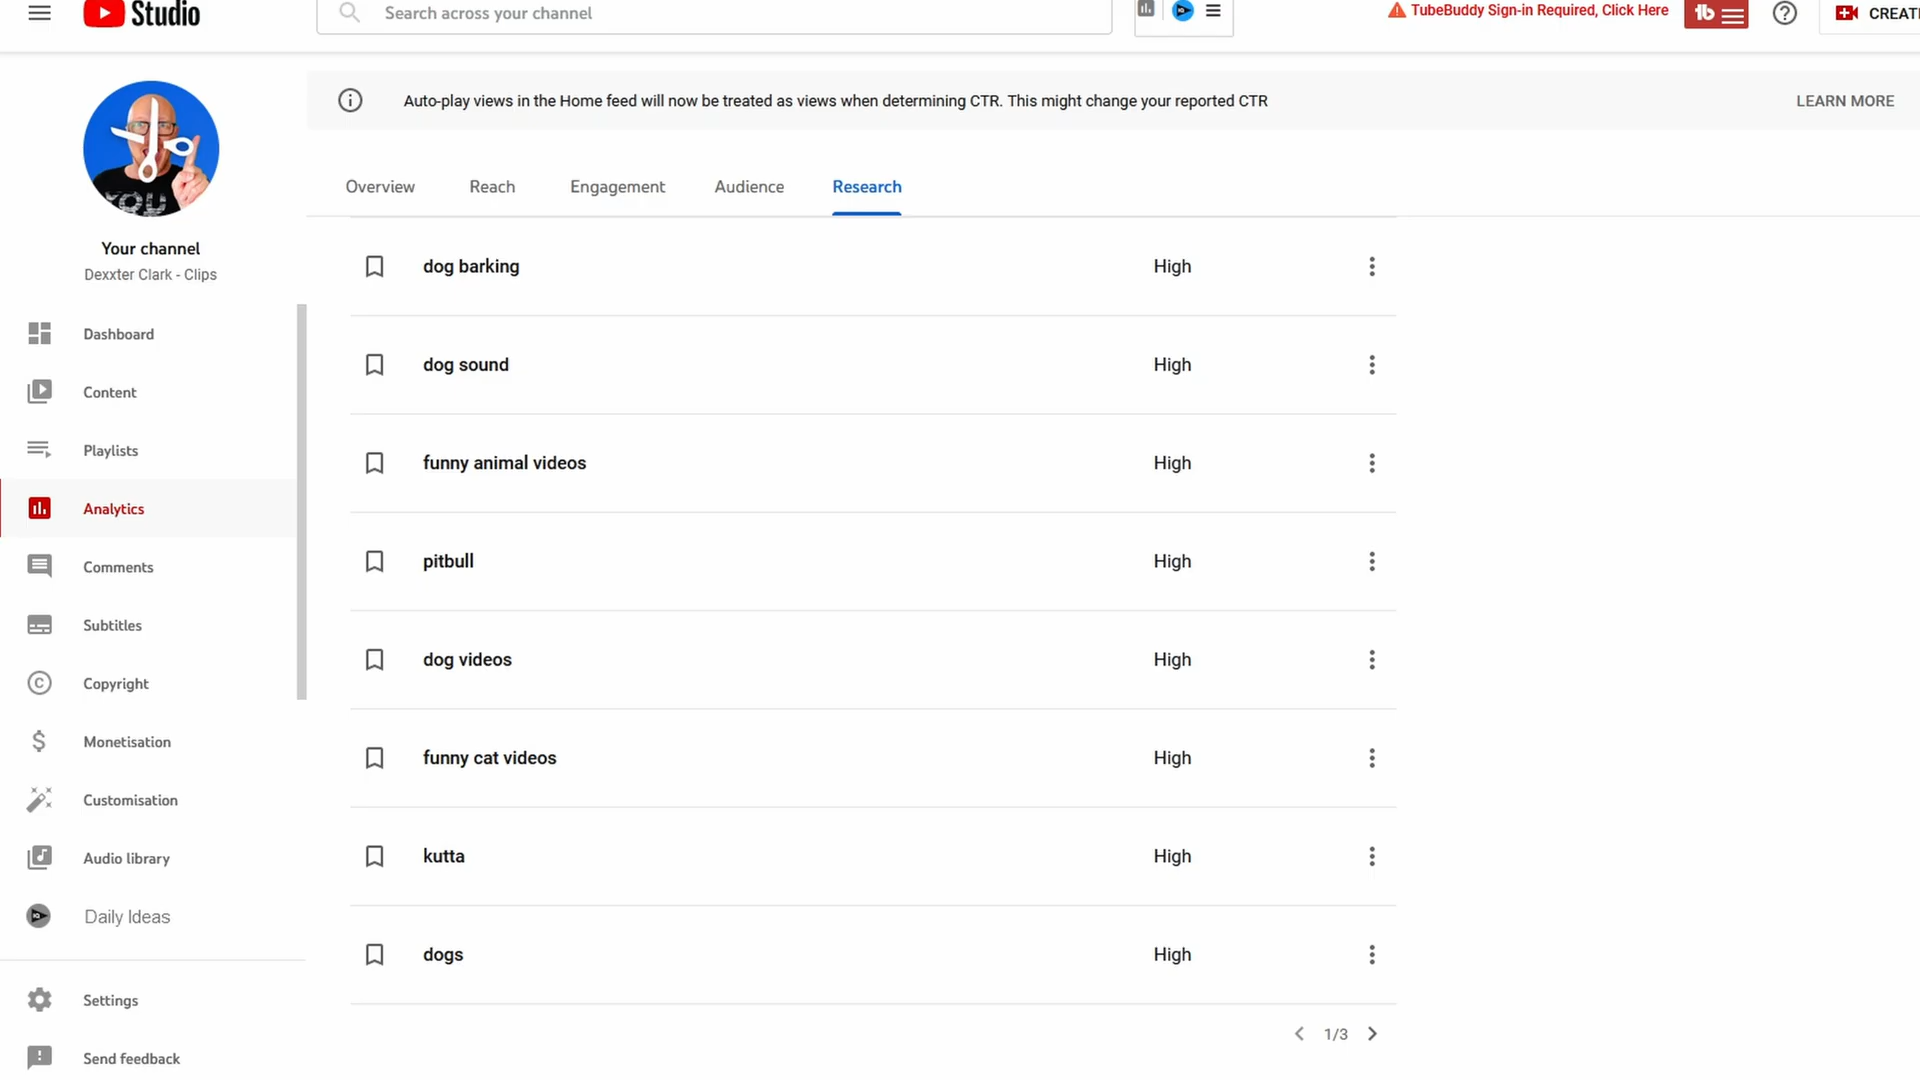 Studio
Search across your channel
TubeBuddy Sign-in Required, Click Here
tb
CREAT
Auto-play views in the Home feed will now be treated as views when determining CTR. This might change your reported CTR
LEARN MORE
Overview
Reach
Engagement
Audience
Research
Your channel
Dexxter Clark - Clips
Dashboard
Content
Playlists
Analytics
Comments
Subtitles
Copyright
Monetisation
Customisation
Audio library
Daily Ideas
Settings
Send feedback
dog barking High
dog sound High
funny animal videos High
pitbull High
dog videos High
funny cat videos High
kutta High
dogs High
1/3